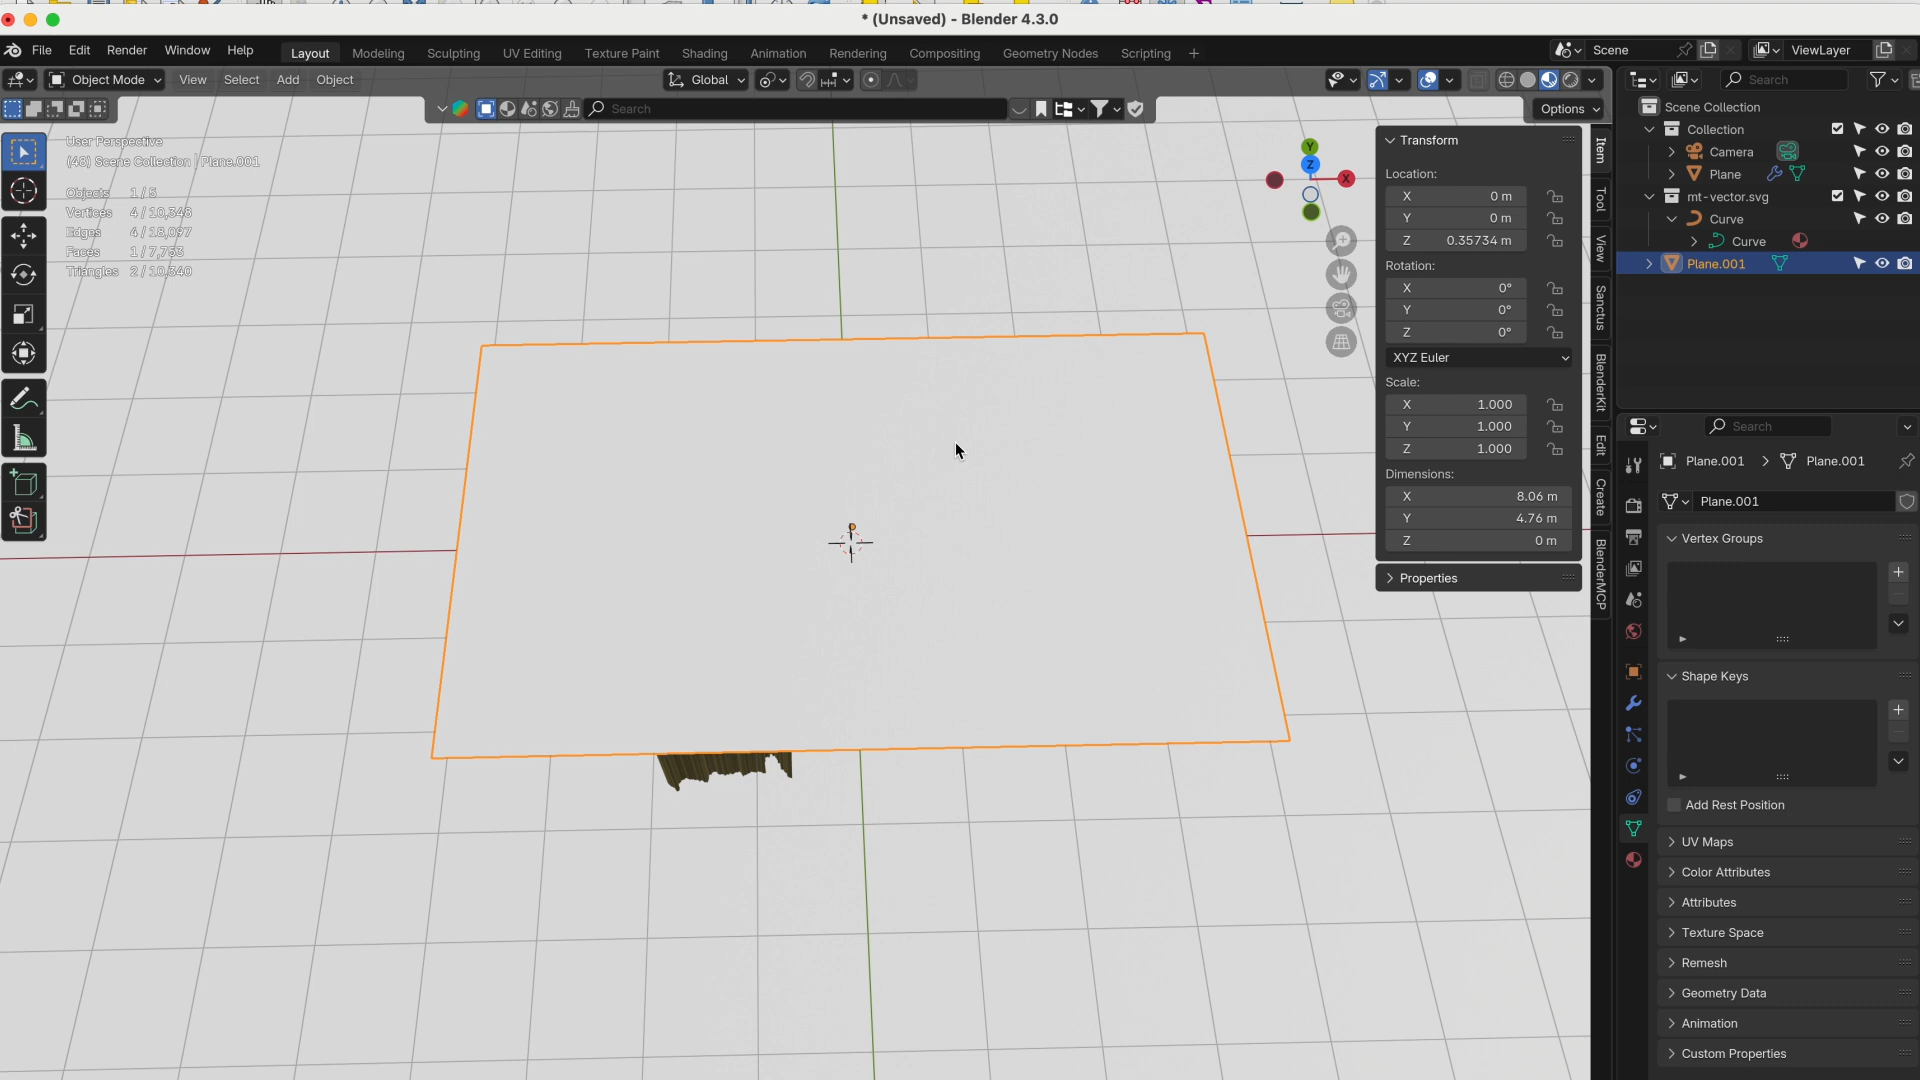 * (Unsaved) - Blender 4.3.0
File Edit Render Window Help
Layout Modeling Sculpting UV Editing Texture Paint Shading Animation Rendering Compositing Geometry Nodes Scripting +
Scene
ViewLayer
Object Mode View Select Add Object
Global
Search
Search
Options
User Perspective
(48) Scene Collection | Plane.001
Objects 1 / 5
Vertices 4 / 10,348
Edges 4 / 18,097
Faces 1 / 7,753
Triangles 2 / 10,340
Y
Z
X
Transform
Location:
X 0 m
Y 0 m
Z 0.35734 m
Rotation:
X 0°
Y 0°
Z 0°
XYZ Euler
Scale:
X 1.000
Y 1.000
Z 1.000
Dimensions:
X 8.06 m
Y 4.76 m
Z 0 m
Properties
Item
Tool
View
Sanctus
BlenderKit
Edit
Create
BlenderMCP
Scene Collection
Collection
Camera
Plane
mt-vector.svg
Curve
Curve
Plane.001
Search
Plane.001 > Plane.001
Plane.001
Vertex Groups
Shape Keys
Add Rest Position
UV Maps
Color Attributes
Attributes
Texture Space
Remesh
Geometry Data
Animation
Custom Properties